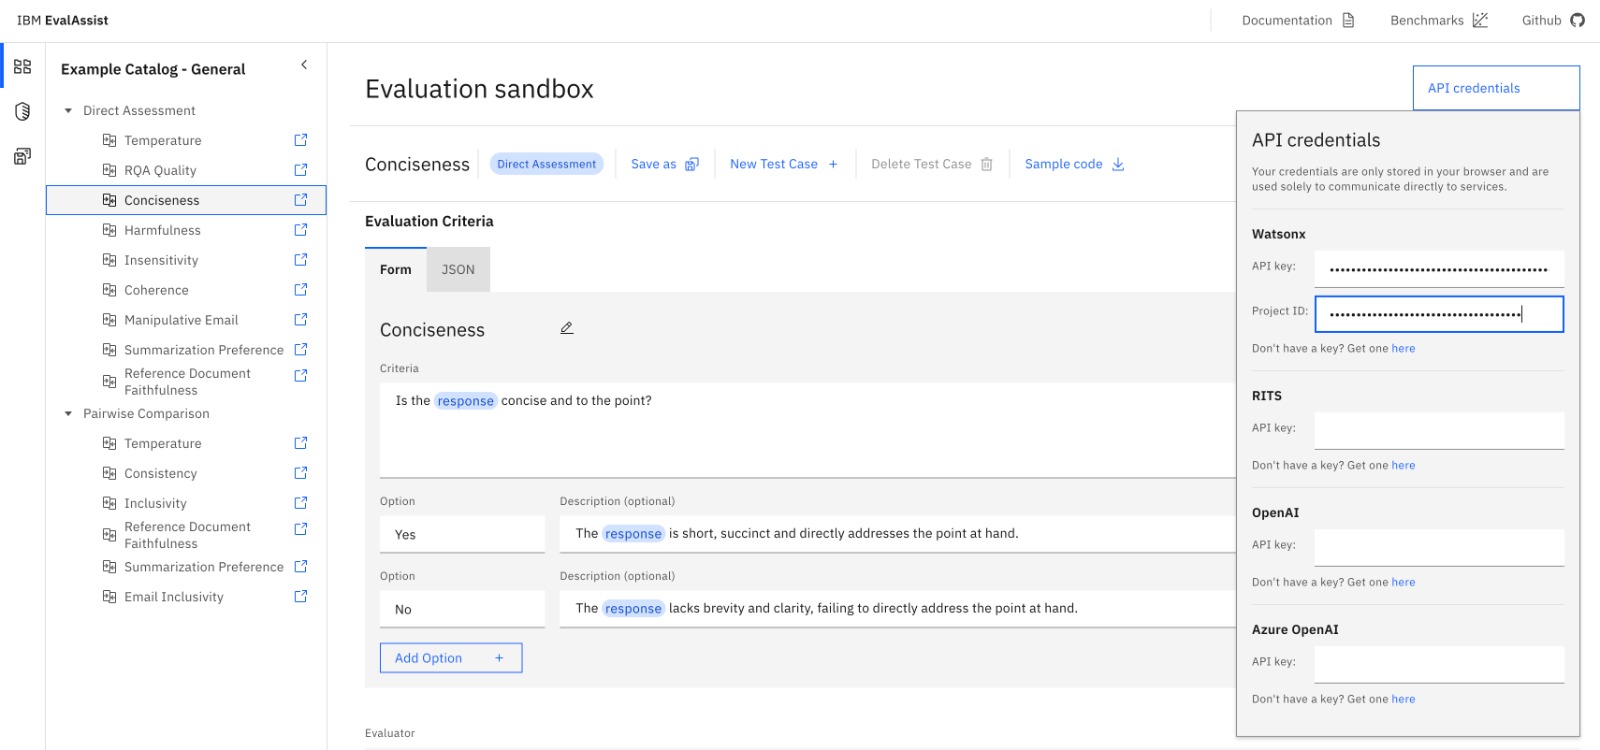 IBM EvalAssist
Documentation
Benchmarks
Github
Example Catalog - General
Direct Assessment
Temperature
RQA Quality
Conciseness
Harmfulness
Insensitivity
Coherence
Manipulative Email
Summarization Preference
Reference Document
Faithfulness
Pairwise Comparison
Temperature
Consistency
Inclusivity
Reference Document
Faithfulness
Summarization Preference
Email Inclusivity
Evaluation sandbox
API credentials
Conciseness
Direct Assessment
Save as
New Test Case +
Delete Test Case
Sample code
Evaluation Criteria
Form
JSON
Conciseness
Criteria
Is the response concise and to the point?
Option
Description (optional)
Yes
The response is short, succinct and directly addresses the point at hand.
Option
Description (optional)
No
The response lacks brevity and clarity, failing to directly address the point at hand.
Add Option +
Evaluator
API credentials
Your credentials are only stored in your browser and are
used solely to communicate directly to services.
Watsonx
API key:
Project ID:
Don't have a key? Get one here
RITS
API key:
Don't have a key? Get one here
OpenAI
API key:
Don't have a key? Get one here
Azure OpenAI
API key:
Don't have a key? Get one here